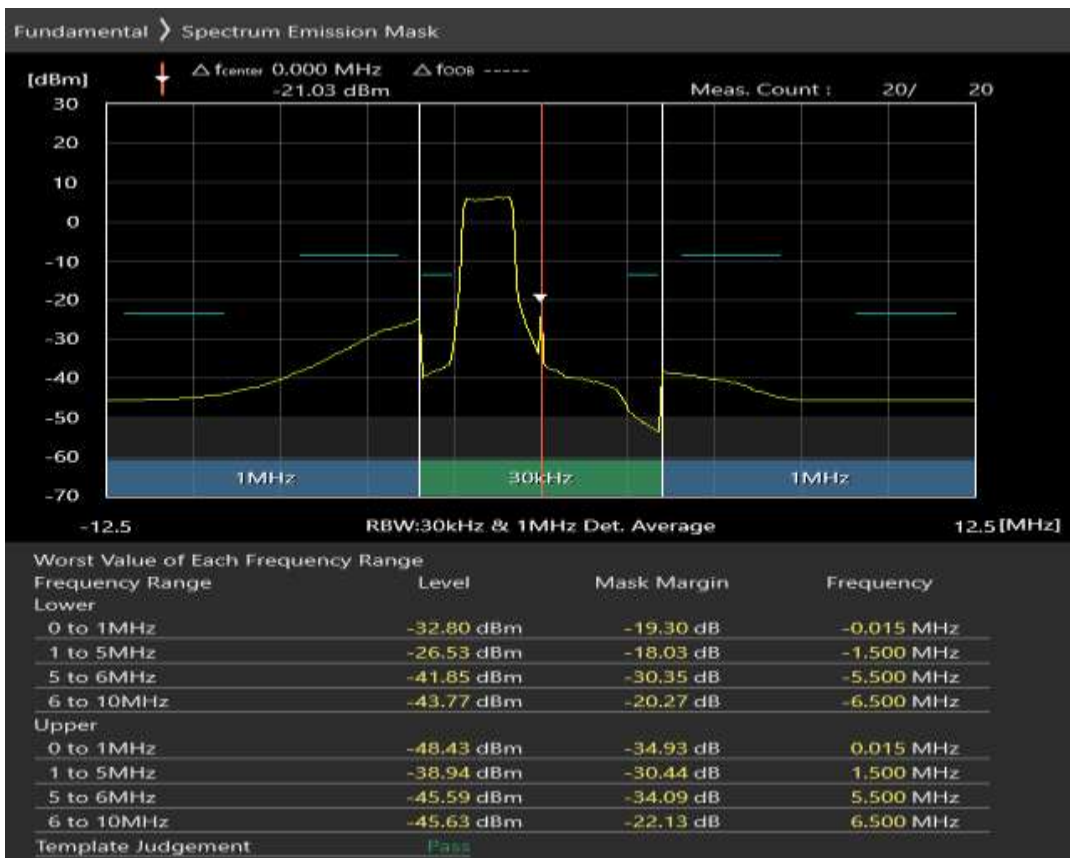 Fundamental 〉 Spectrum Emission Mask
[dBm] △ fcenter 0.000 MHz △ fOOB -----
-21.03 dBm Meas. Count : 20/ 20
30
20
10
0
-10
-20
-30
-40
-50
-60
1MHz 30kHz 1MHz
-70
-12.5 RBW:30kHz & 1MHz Det. Average 12.5 [MHz]
Worst Value of Each Frequency Range
Frequency Range Level Mask Margin Frequency
Lower
0 to 1MHz -32.80 dBm -19.30 dB -0.015 MHz
1 to 5MHz -26.53 dBm -18.03 dB -1.500 MHz
5 to 6MHz -41.85 dBm -30.35 dB -5.500 MHz
6 to 10MHz -43.77 dBm -20.27 dB -6.500 MHz
Upper
0 to 1MHz -48.43 dBm -34.93 dB 0.015 MHz
1 to 5MHz -38.94 dBm -30.44 dB 1.500 MHz
5 to 6MHz -45.59 dBm -34.09 dB 5.500 MHz
6 to 10MHz -45.63 dBm -22.13 dB 6.500 MHz
Template Judgement Pass